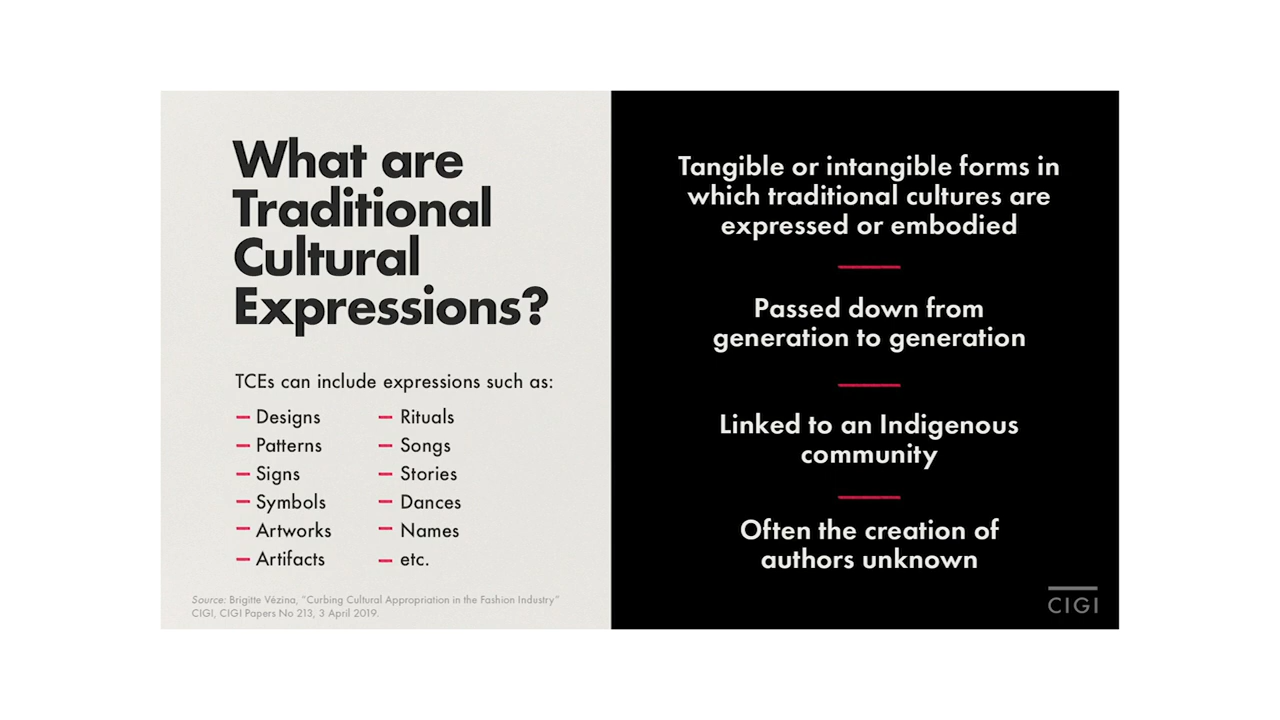 What are
Traditional
Cultural
Expressions?
TCEs can include expressions such as:
– Designs
– Patterns
– Signs
– Symbols
– Artworks
– Artifacts
– Rituals
– Songs
– Stories
– Dances
– Names
– etc.
Source: Brigitte Vézina, “Curbing Cultural Appropriation in the Fashion Industry”
CIGI, CIGI Papers No 213, 3 April 2019.
Tangible or intangible forms in
which traditional cultures are
expressed or embodied
Passed down from
generation to generation
Linked to an Indigenous
community
Often the creation of
authors unknown
CIGI